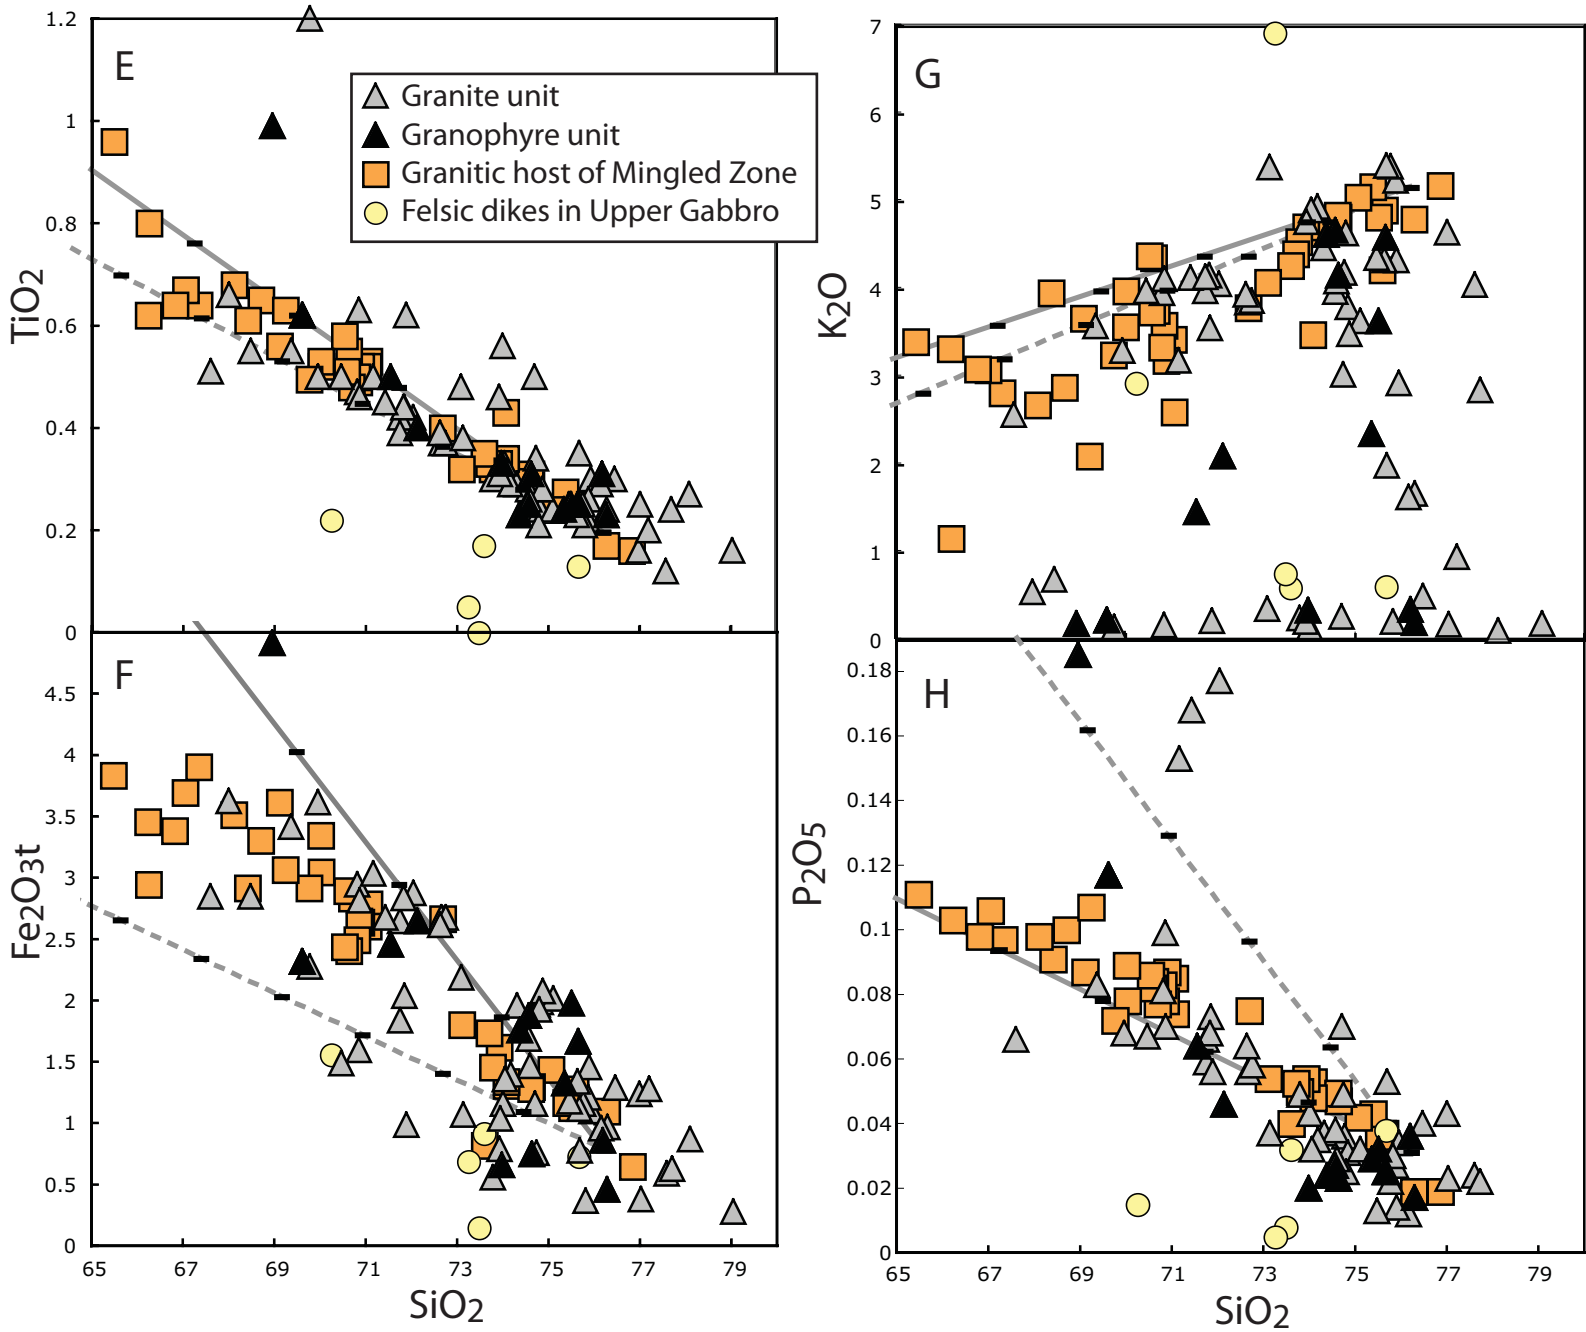 E
1.2
1
0.8
0.6
0.4
0.2
0
TiO2
Granite unit
Granophyre unit
Granitic host of Mingled Zone
Felsic dikes in Upper Gabbro
G
7
6
5
4
3
2
1
0
K2O
F
4.5
4
3.5
3
2.5
2
1.5
1
0.5
0
Fe2O3t
65 67 69 71 73 75 77 79
SiO2
H
0.18
0.16
0.14
0.12
0.1
0.08
0.06
0.04
0.02
0
P2O5
65 67 69 71 73 75 77 79
SiO2